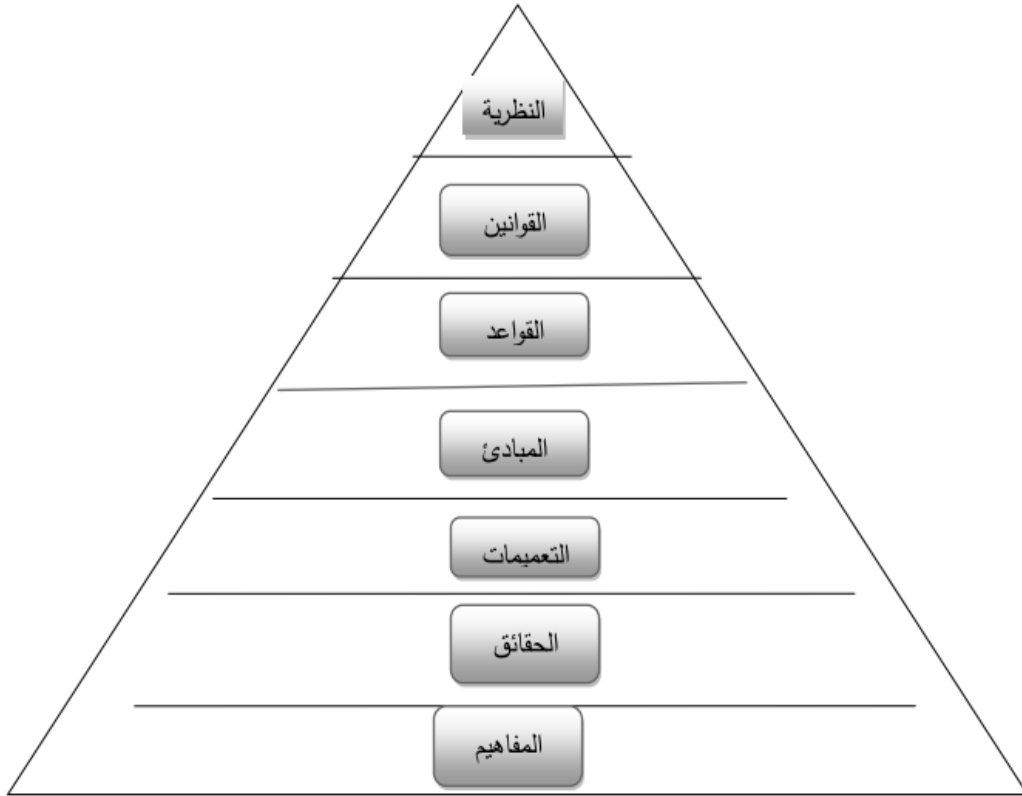 النظرية
القوانين
القواعد
المبادئ
التعميمات
الحقائق
المفاهيم